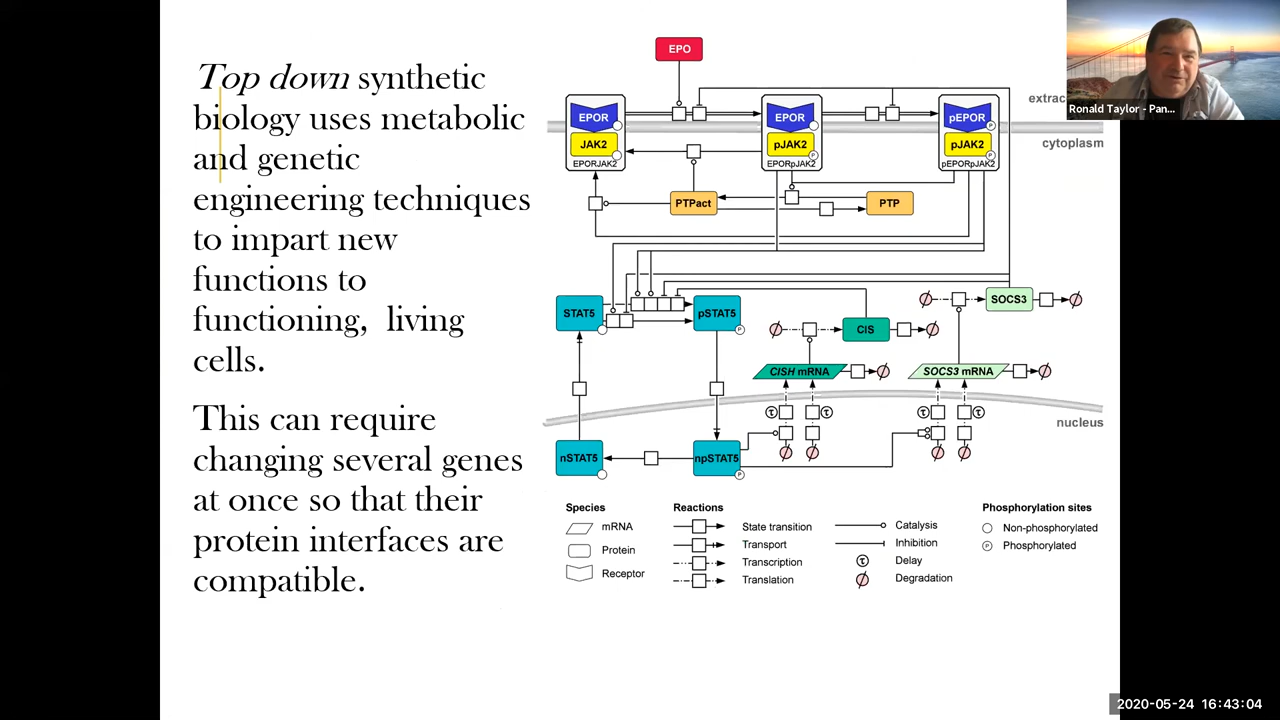 Top down synthetic
biology uses metabolic
and genetic
engineering techniques
to impart new
functions to
functioning, living
cells.
This can require
changing several genes
at once so that their
protein interfaces are
compatible.
EPO
EPOR
JAK2
EPORJAK2
EPOR
pJAK2
P
EPORpJAK2
pEPOR
P
pJAK2
P
pEPORpJAK2
extrac
cytoplasm
PTPact
PTP
STAT5
pSTAT5
P
CIS
SOCS3
CISH mRNA
SOCS3 mRNA
τ
τ
τ
τ
nucleus
nSTAT5
npSTAT5
P
Species
mRNA
Protein
Receptor
Reactions
State transition
Transport
Transcription
Translation
Catalysis
Inhibition
τ Delay
Degradation
Phosphorylation sites
Non-phosphorylated
P Phosphorylated
Ronald Taylor - Pan...
2020-05-24 16:43:04